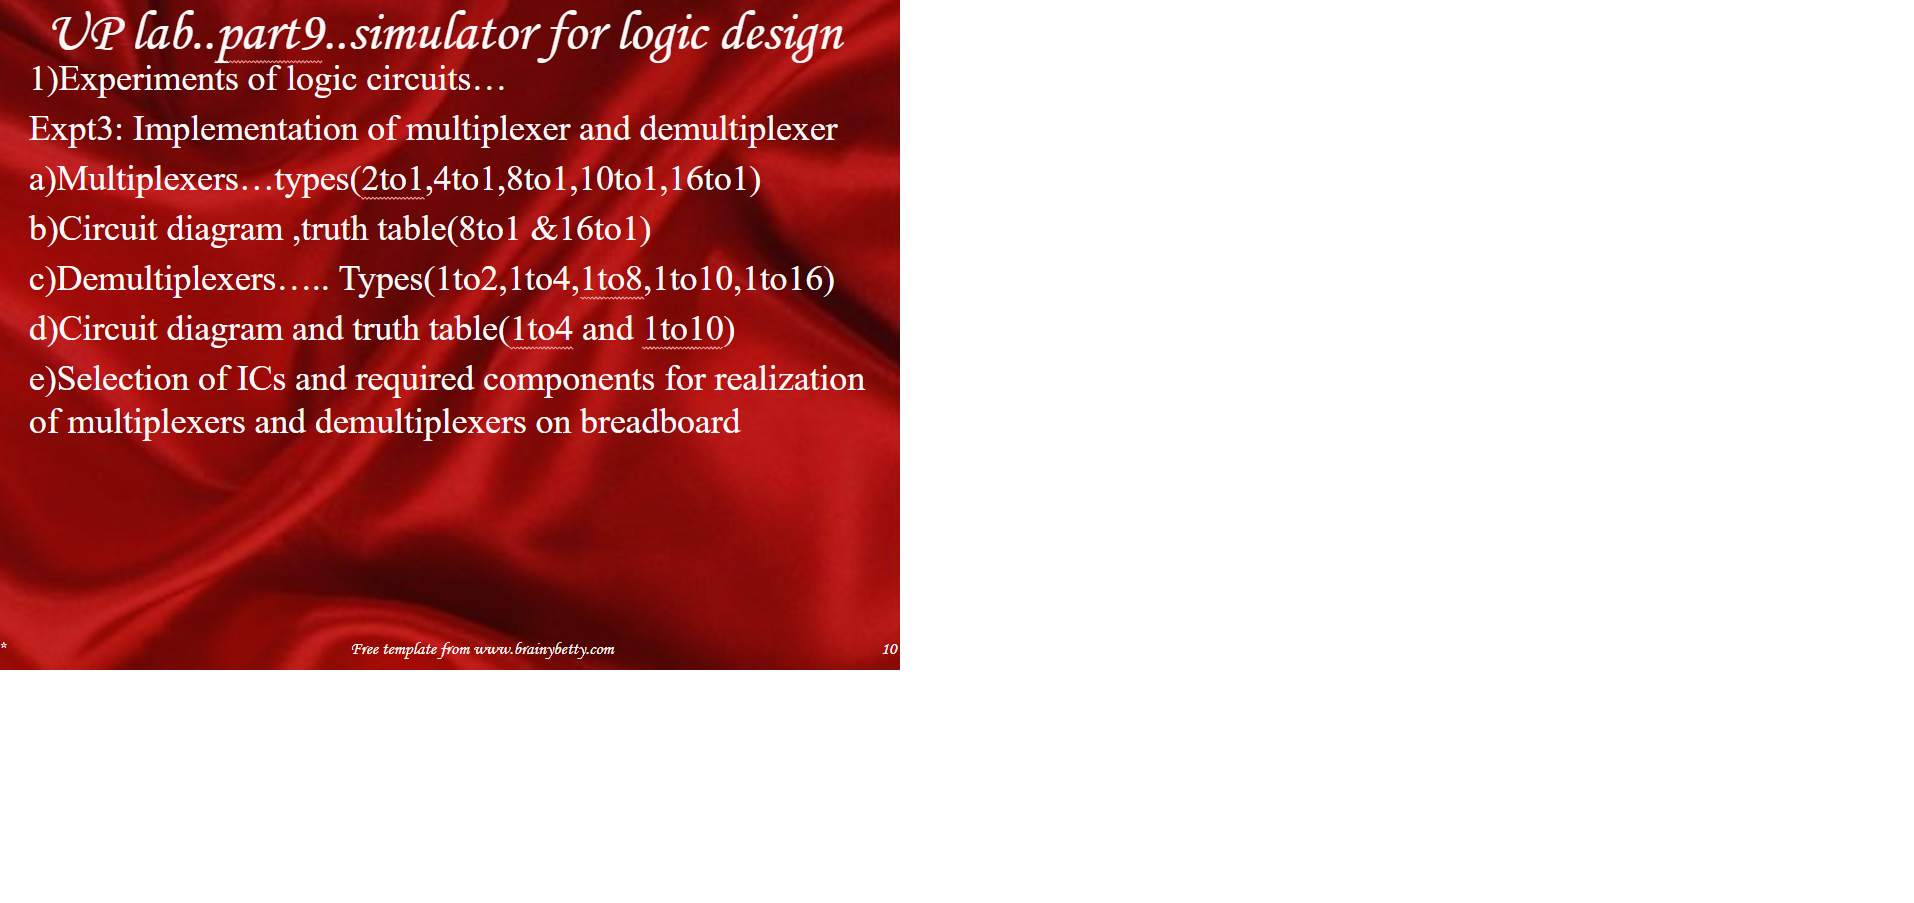 UP lab..part9..simulator for logic design
1)Experiments of logic circuits…
Expt3: Implementation of multiplexer and demultiplexer
a)Multiplexers…types(2to1,4to1,8to1,10to1,16to1)
b)Circuit diagram ,truth table(8to1 &16to1)
c)Demultiplexers….. Types(1to2,1to4,1to8,1to10,1to16)
d)Circuit diagram and truth table(1to4 and 1to10)
e)Selection of ICs and required components for realization
of multiplexers and demultiplexers on breadboard
*
Free template from www.brainybetty.com
10